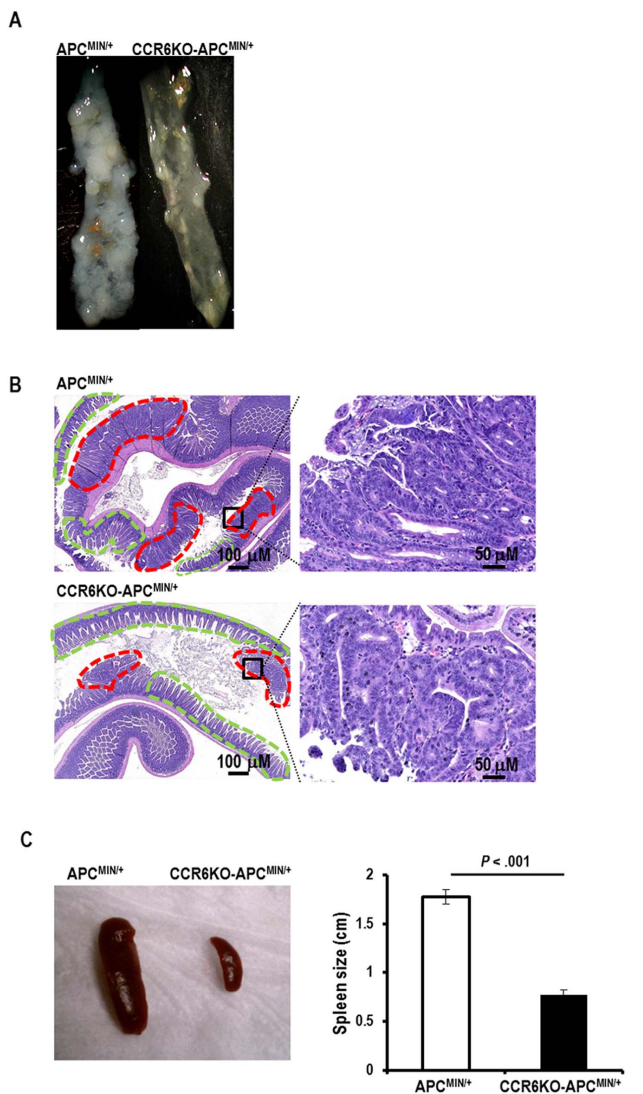 A
APC^MIN/+ CCR6KO-APC^MIN/+
B
APC^MIN/+
100 μM
50 μM
CCR6KO-APC^MIN/+
100 μM
50 μM
C
APC^MIN/+ CCR6KO-APC^MIN/+
P < .001
Spleen size (cm)
2
1.5
1
0.5
0
APC^MIN/+ CCR6KO-APC^MIN/+